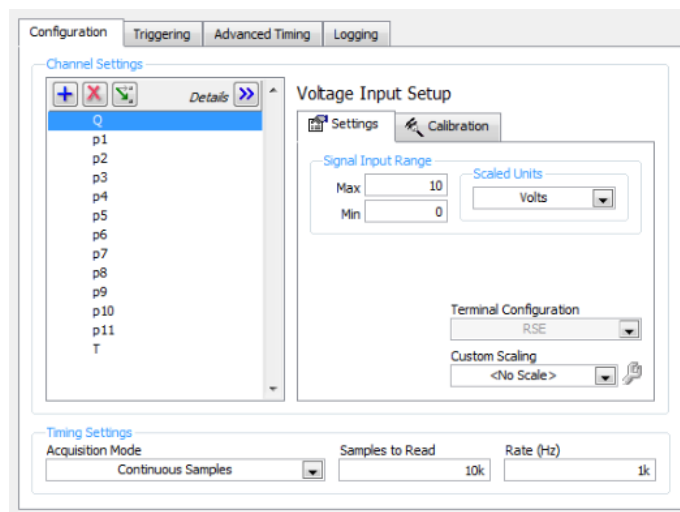 Configuration Triggering Advanced Timing Logging
Channel Settings
Details
Q
p1
p2
p3
p4
p5
p6
p7
p8
p9
p10
p11
T
Voltage Input Setup
Settings Calibration
Signal Input Range
Max 10
Min 0
Scaled Units
Volts
Terminal Configuration
RSE
Custom Scaling
<No Scale>
Timing Settings
Acquisition Mode Samples to Read Rate (Hz)
Continuous Samples 10k 1k